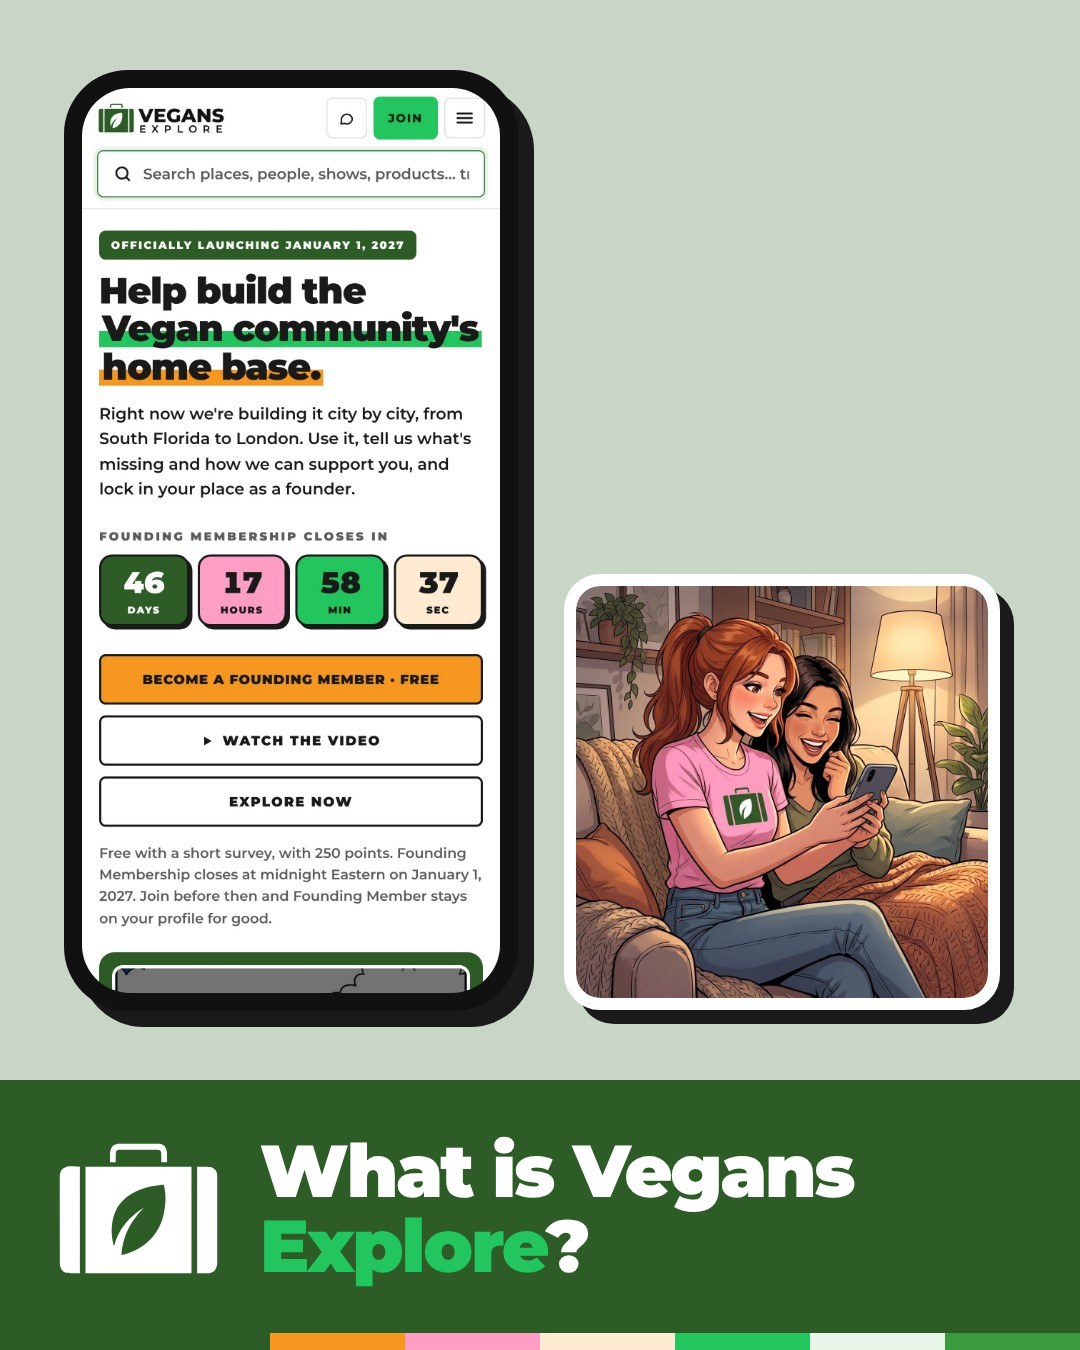 VEGANS
EXPLORE
JOIN
Search places, people, shows, products... tr
OFFICIALLY LAUNCHING JANUARY 1, 2027
Help build the
Vegan community's
home base.
Right now we're building it city by city, from
South Florida to London. Use it, tell us what's
missing and how we can support you, and
lock in your place as a founder.
FOUNDING MEMBERSHIP CLOSES IN
46 17 58 37
DAYS HOURS MIN SEC
BECOME A FOUNDING MEMBER · FREE
WATCH THE VIDEO
EXPLORE NOW
Free with a short survey, with 250 points. Founding
Membership closes at midnight Eastern on January 1,
2027. Join before then and Founding Member stays
on your profile for good.
What is Vegans
Explore?